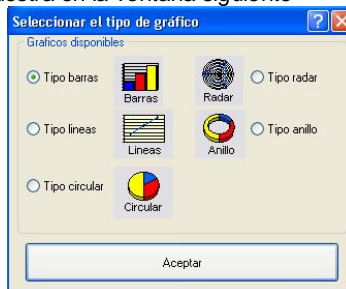 Seleccionar el tipo de gráfico
Graficos disponibles
Tipo barras
Barras
Radar
Tipo radar
Tipo lineas
Lineas
Anillo
Tipo anillo
Tipo circular
Circular
Aceptar